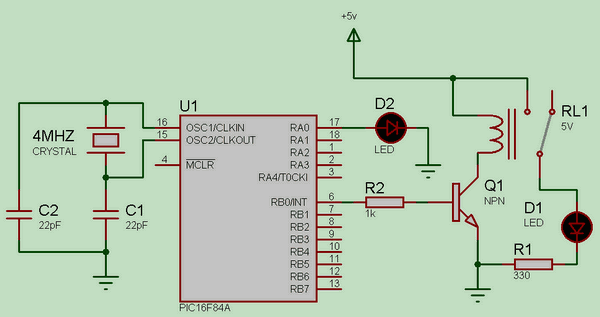 +5v
U1
4MHZ
CRYSTAL
C2
22pF
C1
22pF
16
15
4
OSC1/CLKIN
OSC2/CLKOUT
MCLR
RA0
RA1
RA2
RA3
RA4/T0CKI
RB0/INT
RB1
RB2
RB3
RB4
RB5
RB6
RB7
17
18
1
2
3
6
7
8
9
10
11
12
13
PIC16F84A
D2
LED
R2
1k
Q1
NPN
RL1
5V
D1
LED
R1
330